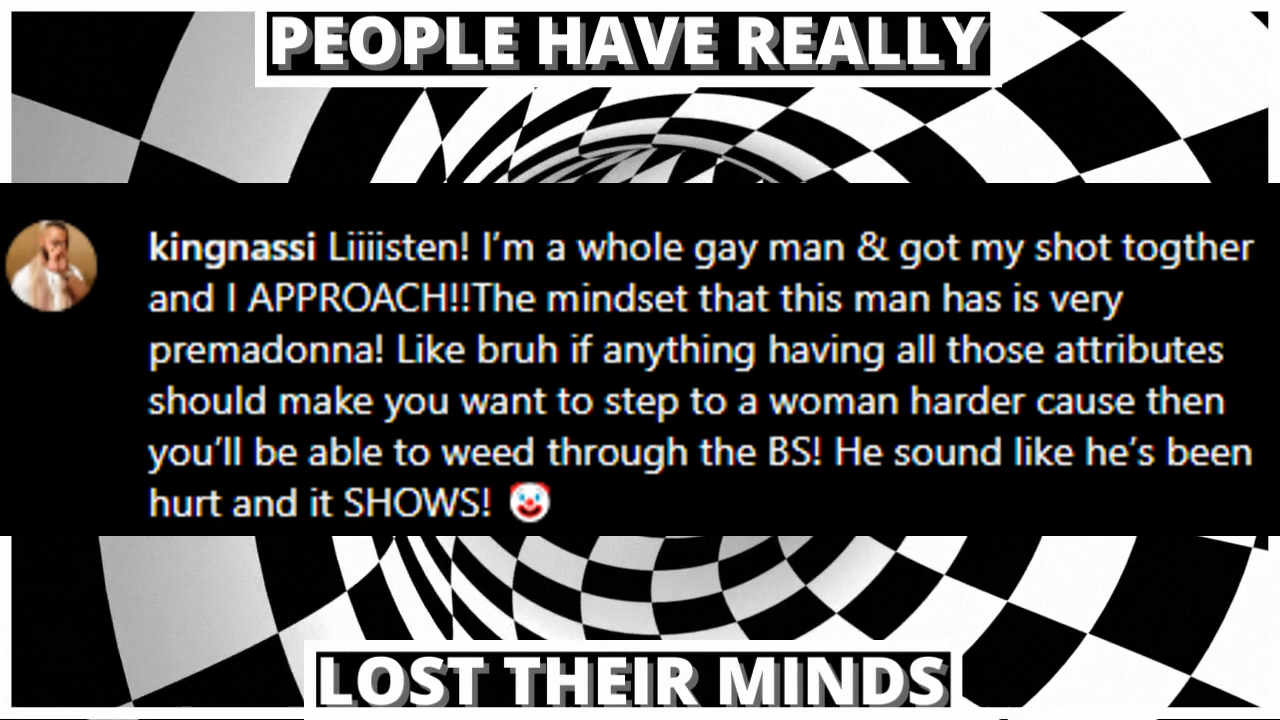 PEOPLE HAVE REALLY
kingnassi Liiiisten! I’m a whole gay man & got my shot togther
and I APPROACH!!The mindset that this man has is very
premadonna! Like bruh if anything having all those attributes
should make you want to step to a woman harder cause then
you’ll be able to weed through the BS! He sound like he’s been
hurt and it SHOWS! 🤡
LOST THEIR MINDS